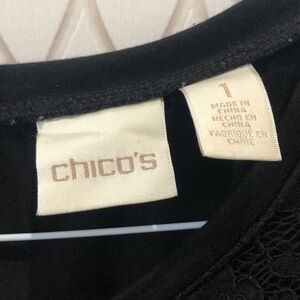 chico's
1
MADE IN
CHINA
HECHO EN
CHINA
FABRIQUÉ EN
CHINE